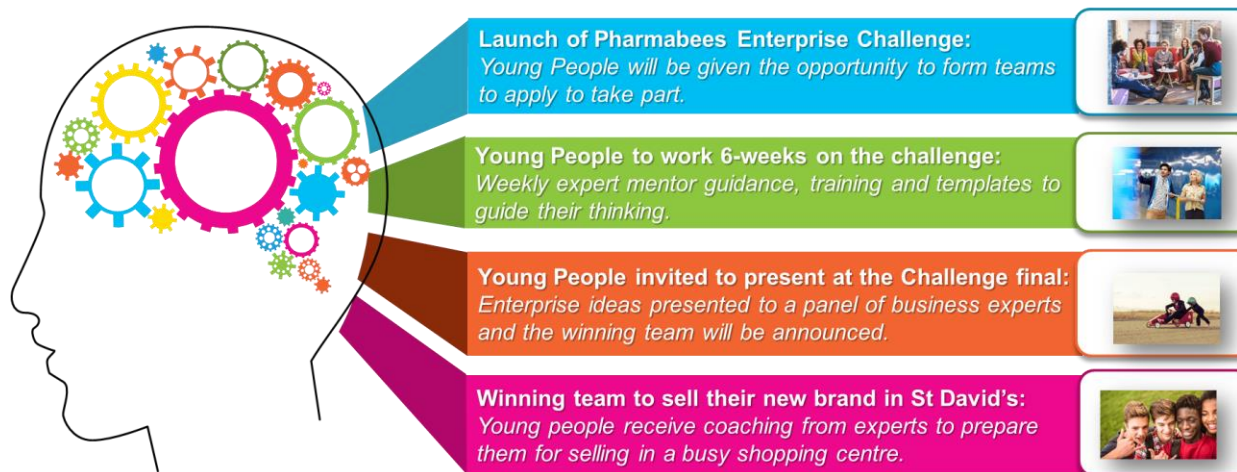 Launch of Pharmabees Enterprise Challenge:
Young People will be given the opportunity to form teams
to apply to take part.
Young People to work 6-weeks on the challenge:
Weekly expert mentor guidance, training and templates to
guide their thinking.
Young People invited to present at the Challenge final:
Enterprise ideas presented to a panel of business experts
and the winning team will be announced.
Winning team to sell their new brand in St David's:
Young people receive coaching from experts to prepare
them for selling in a busy shopping centre.